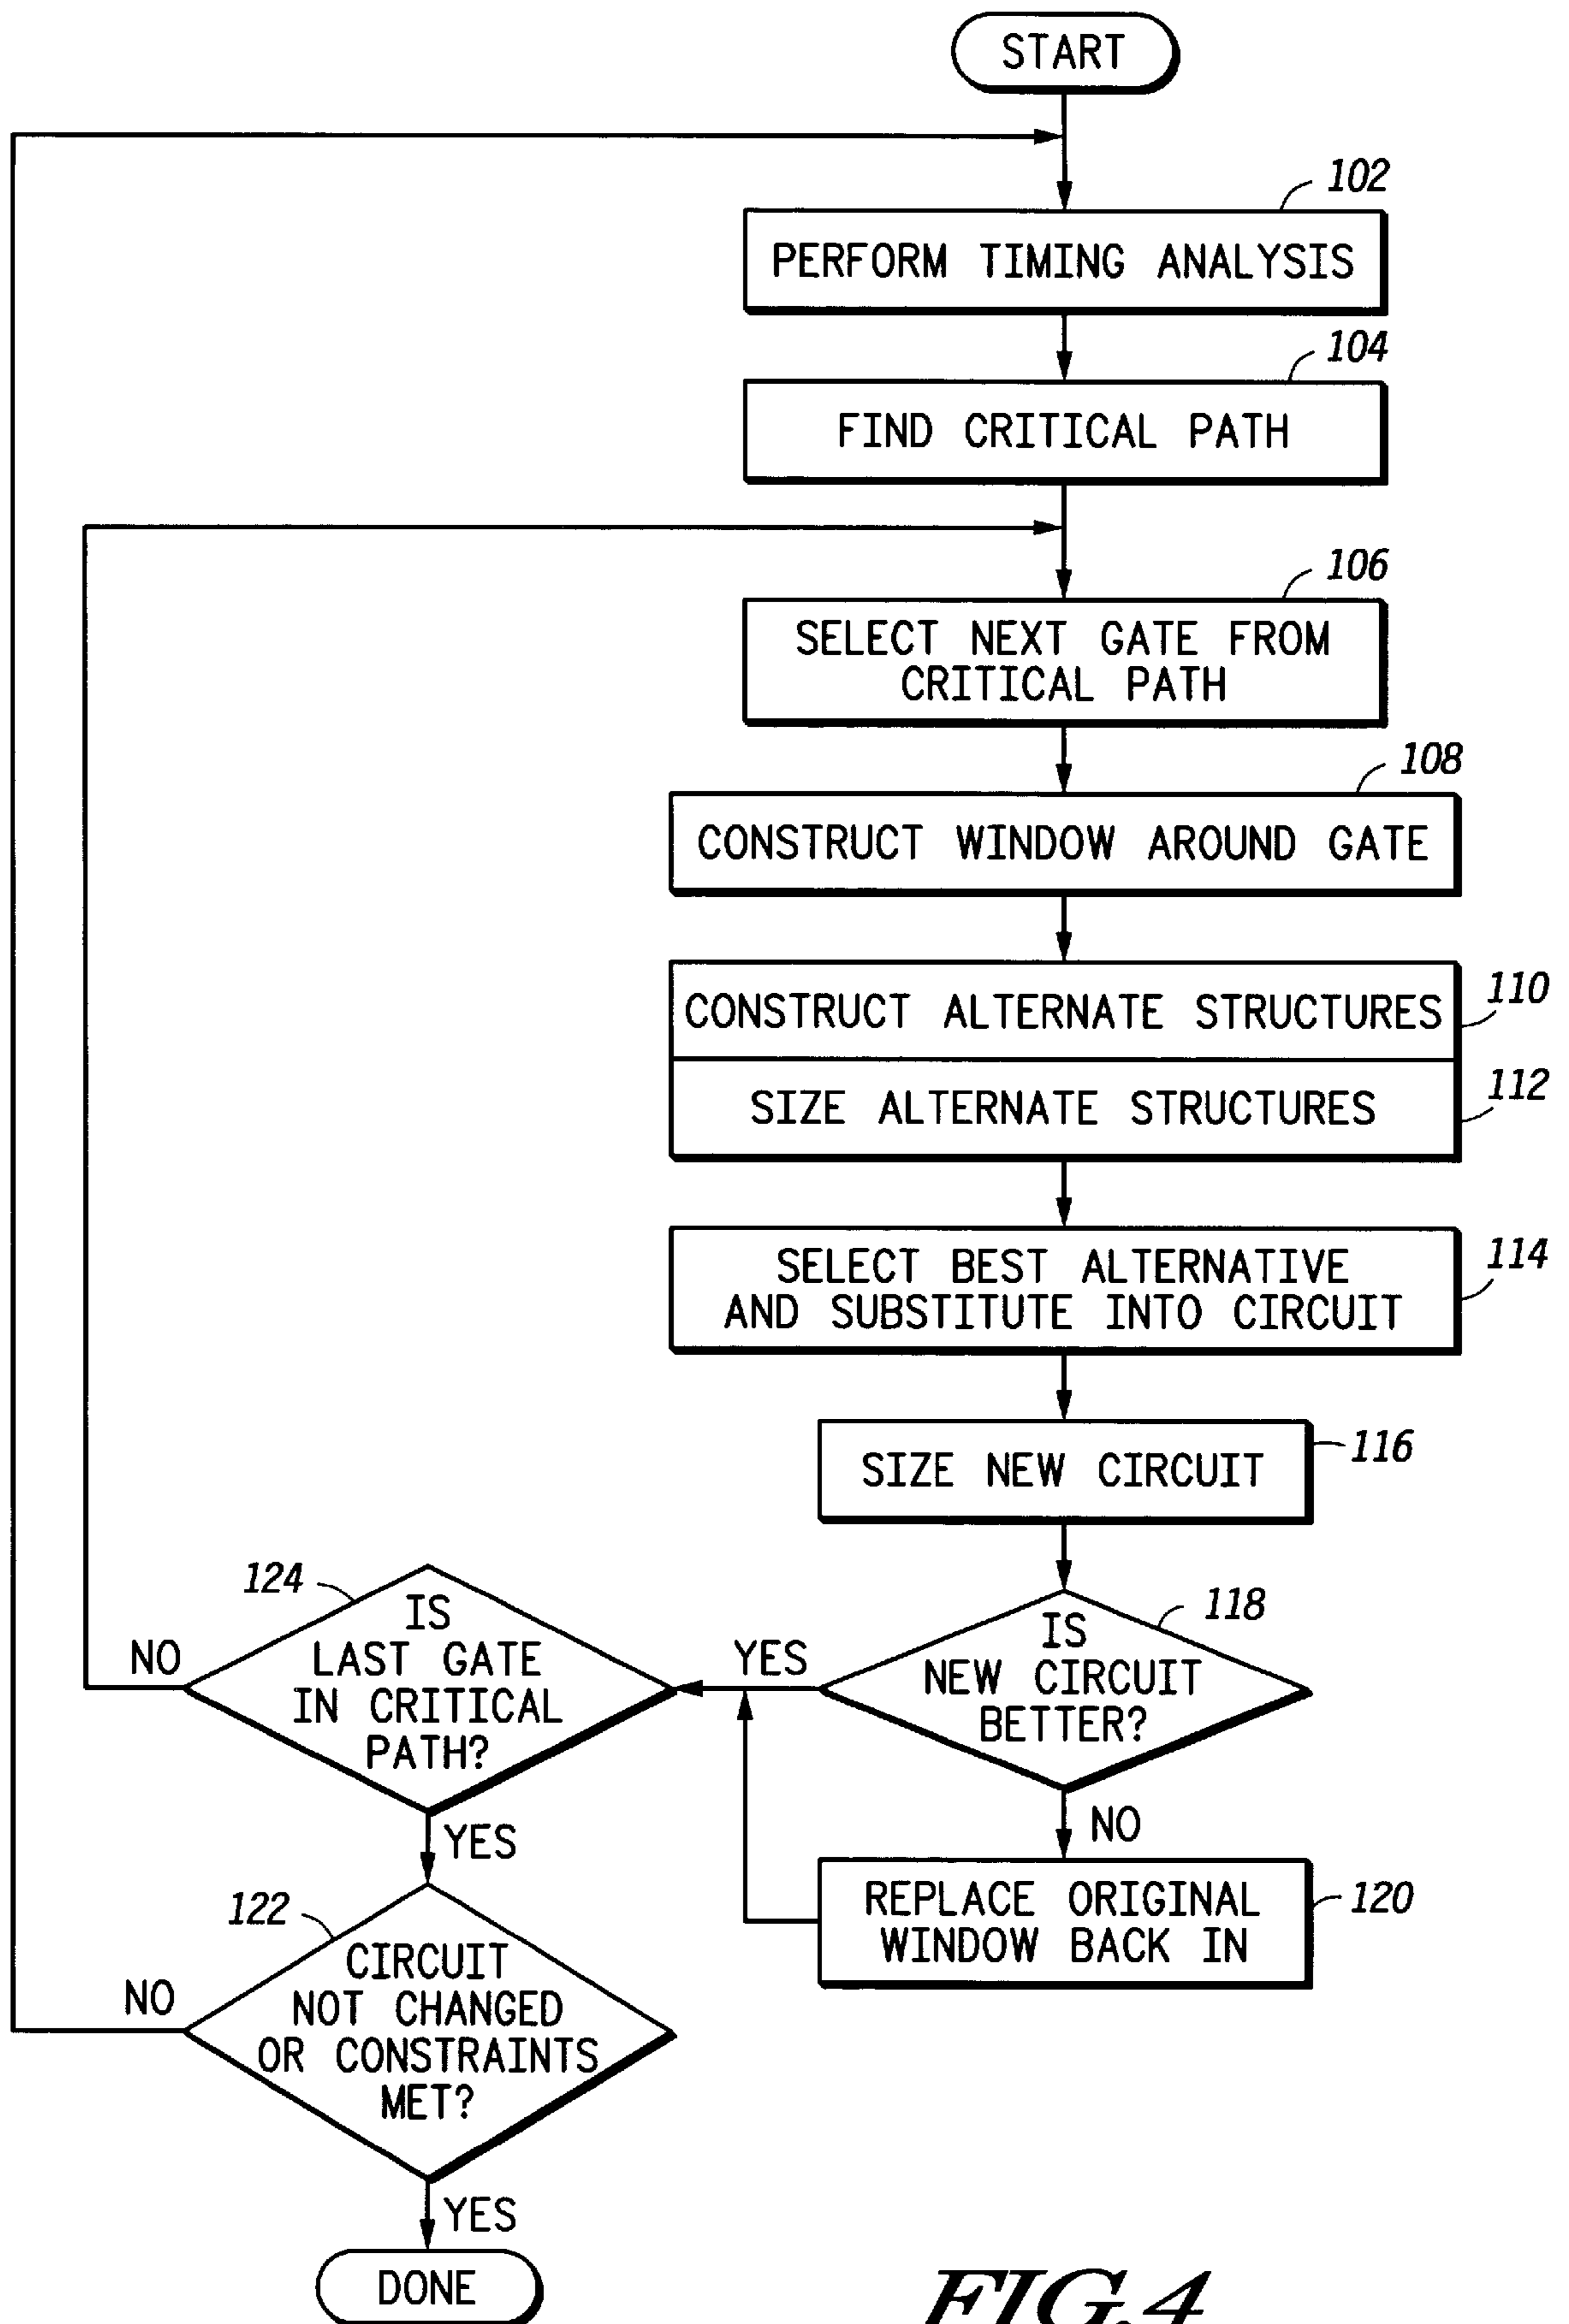 START
102
PERFORM TIMING ANALYSIS
104
FIND CRITICAL PATH
106
SELECT NEXT GATE FROM
CRITICAL PATH
108
CONSTRUCT WINDOW AROUND GATE
CONSTRUCT ALTERNATE STRUCTURES
110
SIZE ALTERNATE STRUCTURES
112
SELECT BEST ALTERNATIVE
AND SUBSTITUTE INTO CIRCUIT
114
SIZE NEW CIRCUIT
116
124
IS
LAST GATE
IN CRITICAL
PATH?
NO
YES
118
IS
NEW CIRCUIT
BETTER?
YES
NO
REPLACE ORIGINAL
WINDOW BACK IN
120
122
CIRCUIT
NOT CHANGED
OR CONSTRAINTS
MET?
NO
YES
DONE
FIG.4